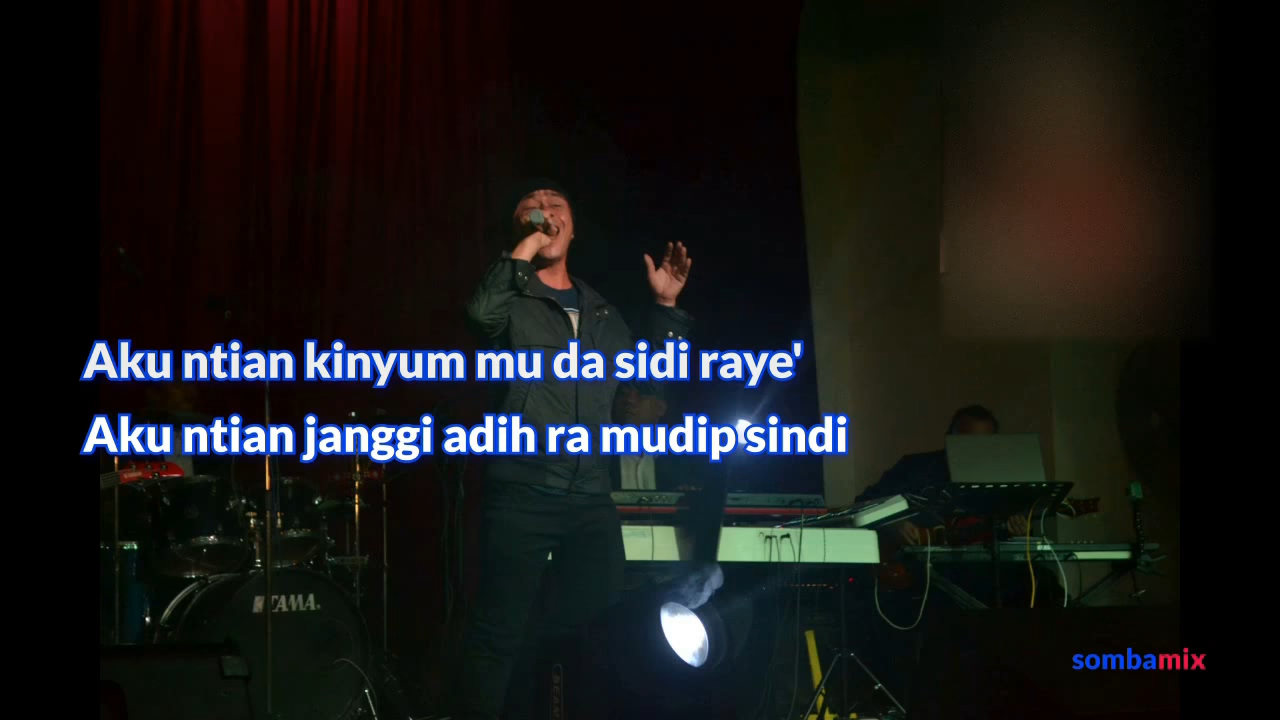 Aku ntian kinyum mu da sidi raye'
Aku ntian janggi adih ra mudip sindi
TAMA.
sombamix